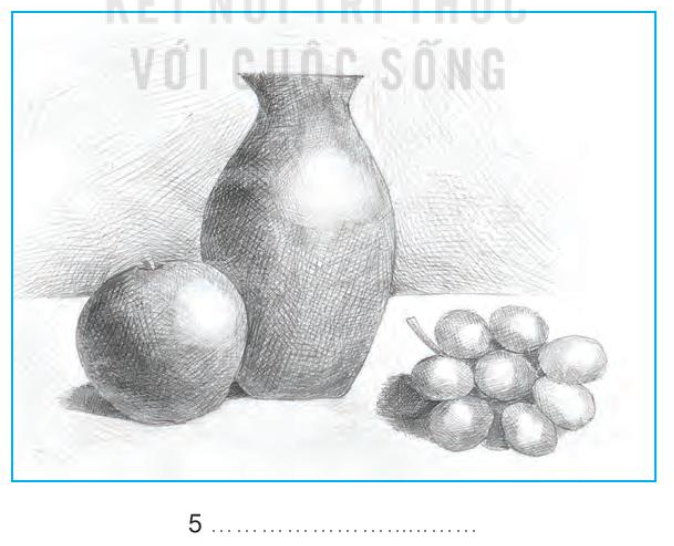 KẾT NỐI TRI THỨC
VỚI CUỘC SỐNG
5 ............................